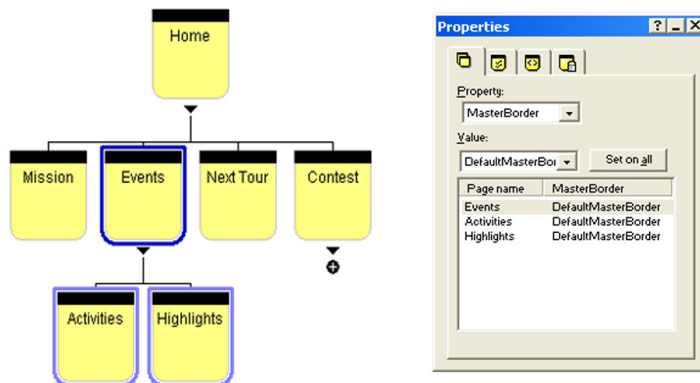 Home
Mission
Events
Next Tour
Contest
Activities
Highlights
Properties
Property:
MasterBorder
Value:
DefaultMasterBor
Set on all
Page name MasterBorder
Events DefaultMasterBorder
Activities DefaultMasterBorder
Highlights DefaultMasterBorder